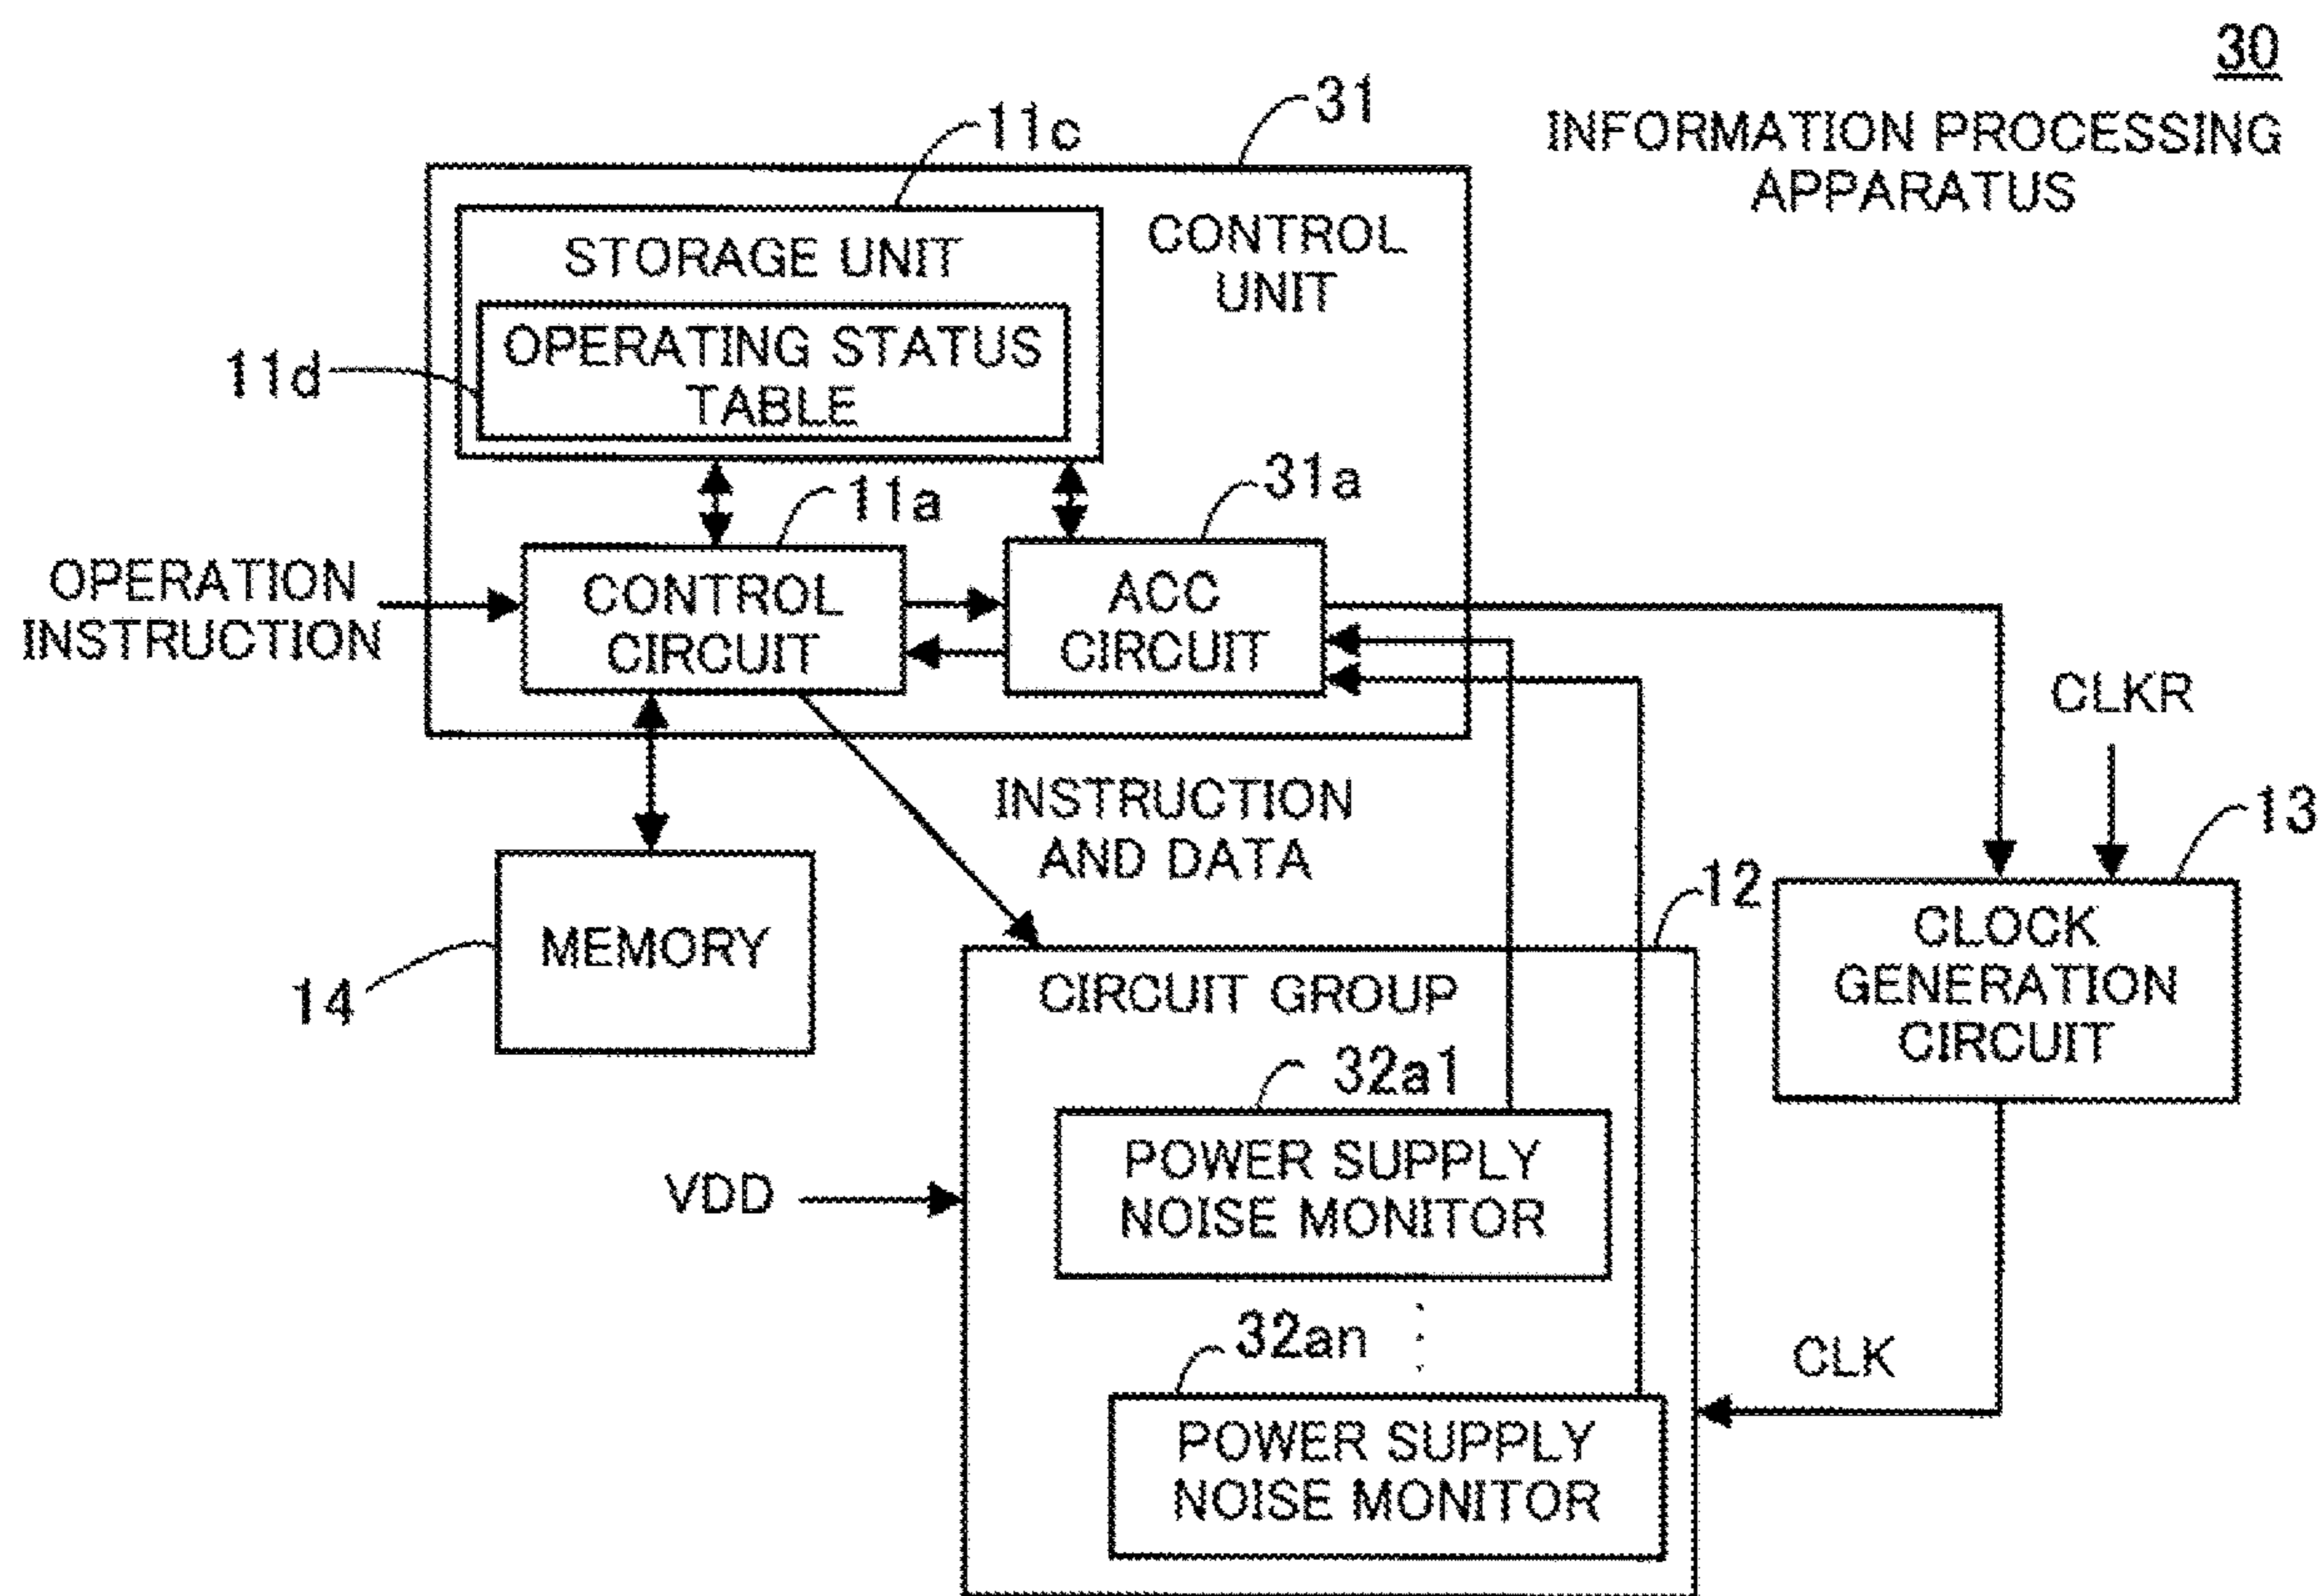 30
INFORMATION PROCESSING
APPARATUS
31
11c
CONTROL
UNIT
STORAGE UNIT
11d
OPERATING STATUS
TABLE
11a
31a
OPERATION
INSTRUCTION
CONTROL
CIRCUIT
ACC
CIRCUIT
CLKR
INSTRUCTION
AND DATA
13
CLOCK
GENERATION
CIRCUIT
14
MEMORY
12
CIRCUIT GROUP
32a1
POWER SUPPLY
NOISE MONITOR
VDD
32an
POWER SUPPLY
NOISE MONITOR
CLK